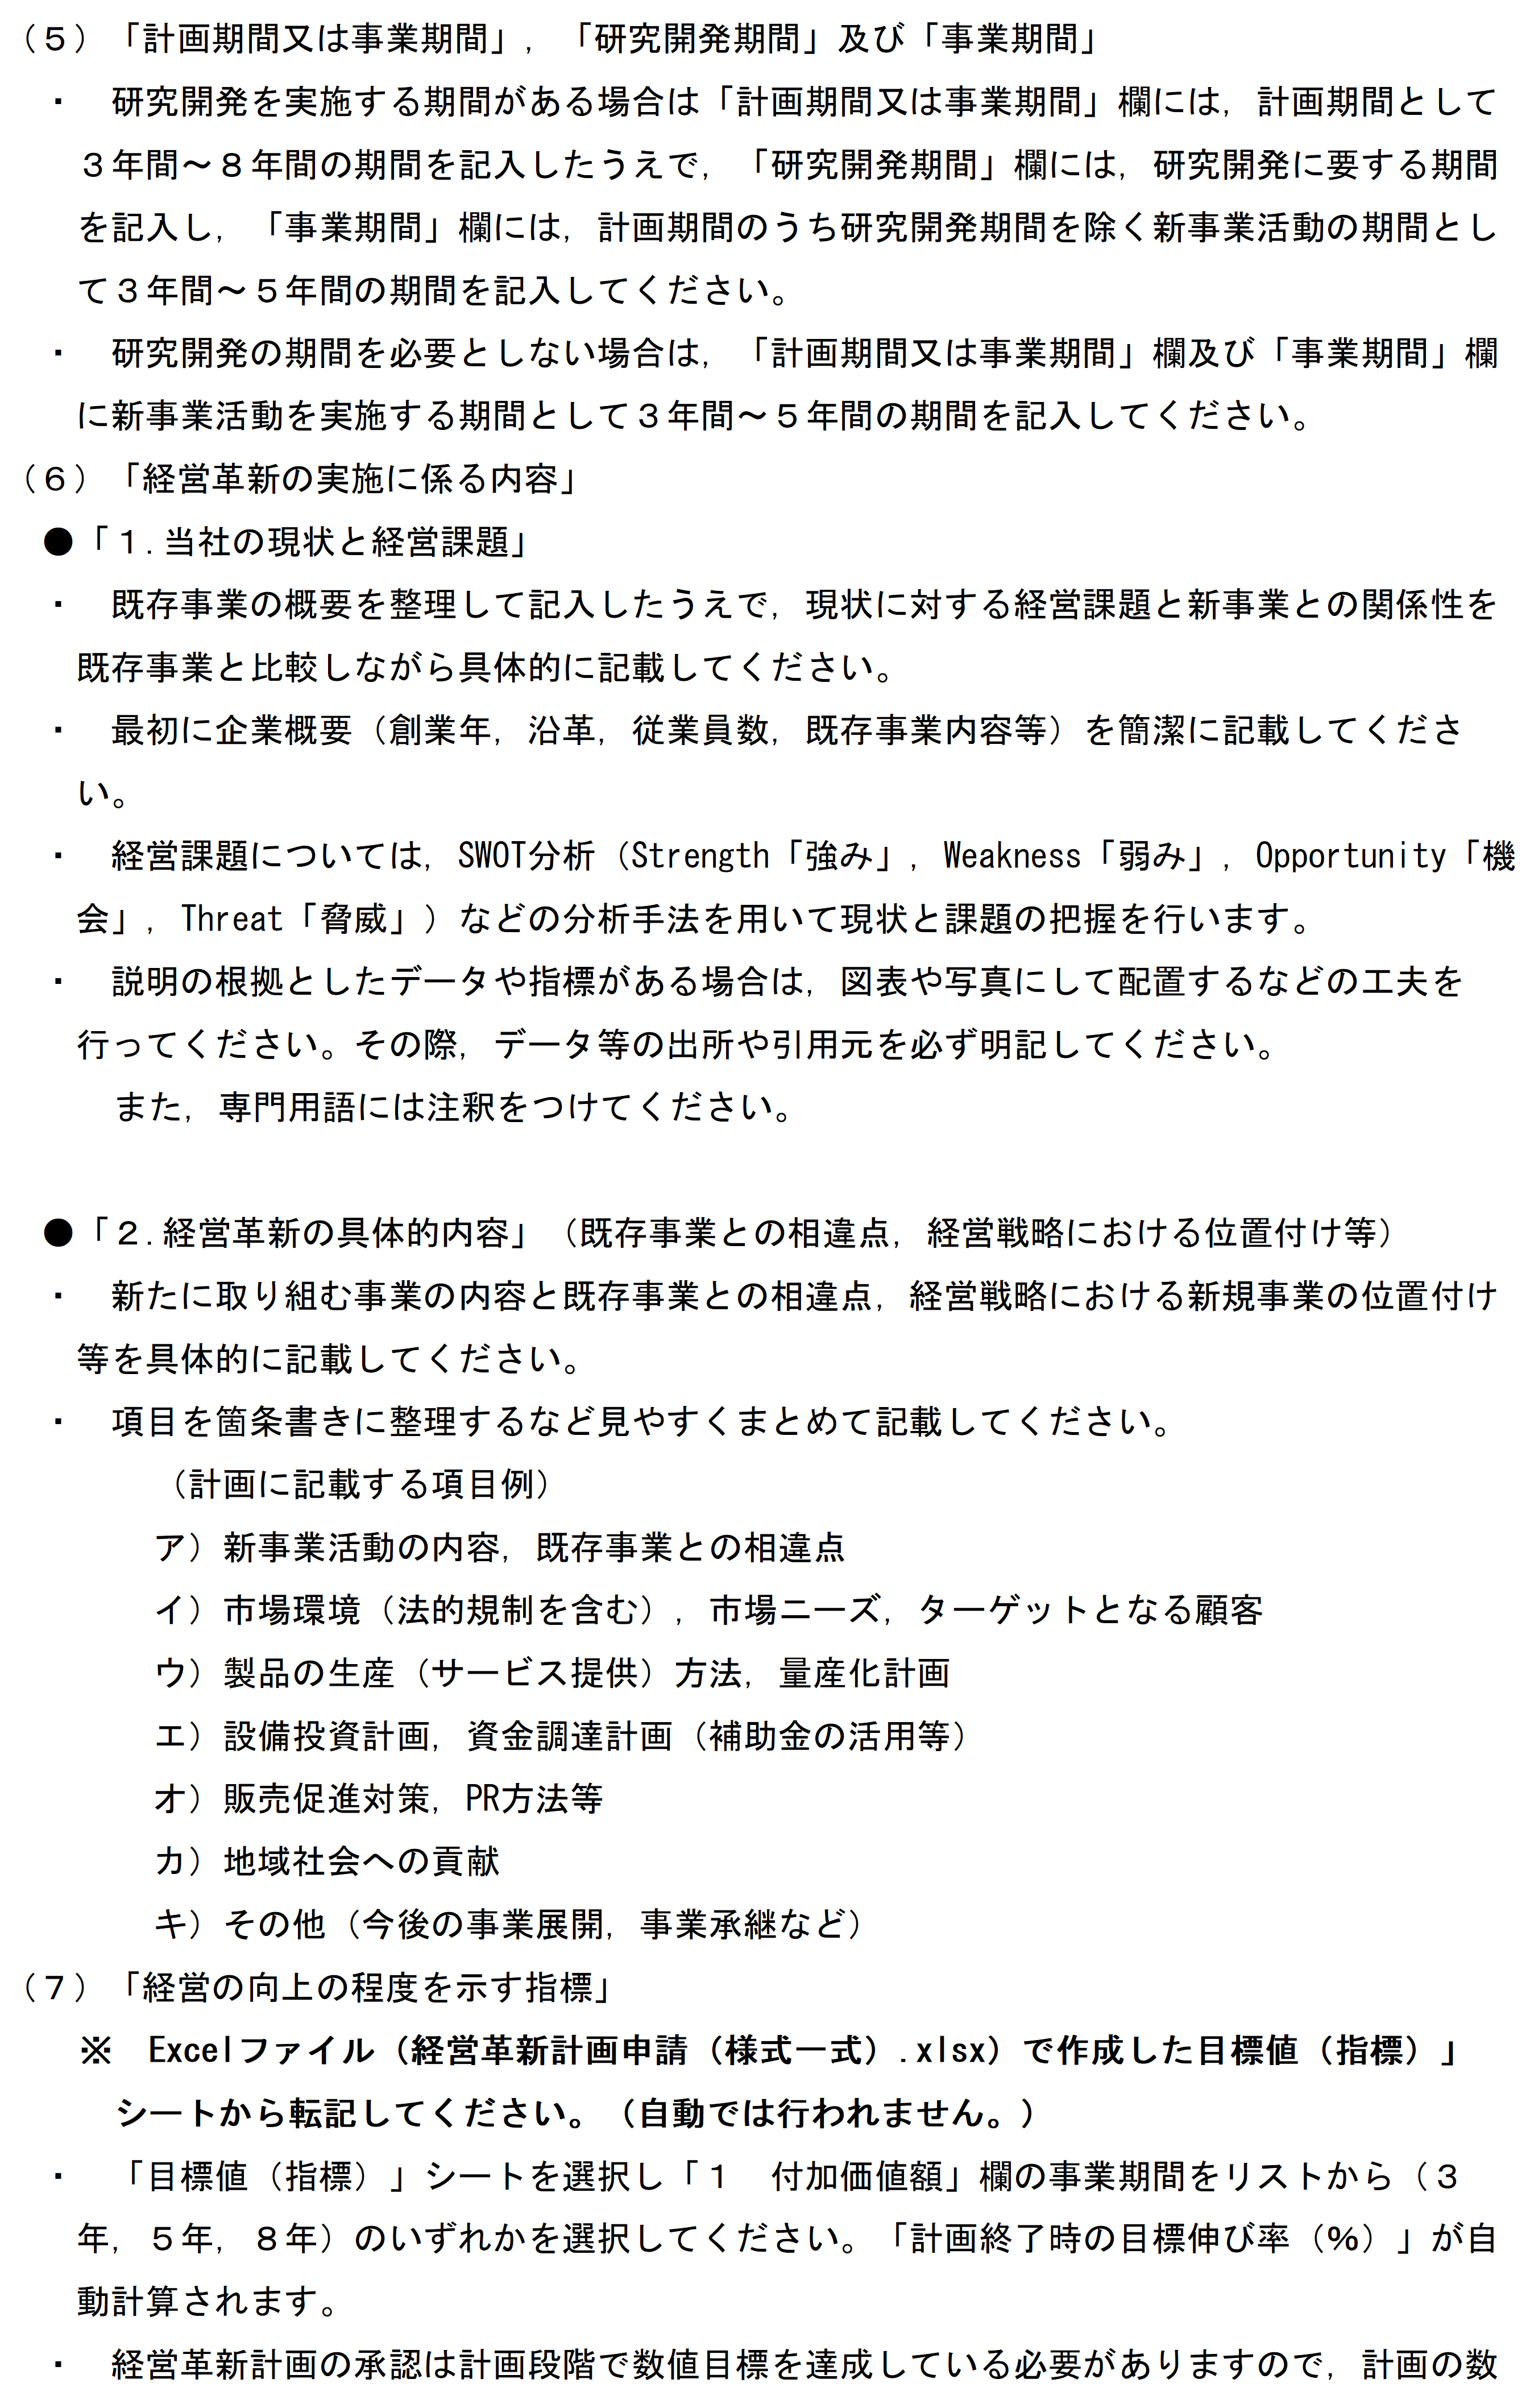 （５）「計画期間又は事業期間」，「研究開発期間」及び「事業期間」
・　研究開発を実施する期間がある場合は「計画期間又は事業期間」欄には，計画期間として
３年間～８年間の期間を記入したうえで，「研究開発期間」欄には，研究開発に要する期間
を記入し，「事業期間」欄には，計画期間のうち研究開発期間を除く新事業活動の期間とし
て３年間～５年間の期間を記入してください。
・　研究開発の期間を必要としない場合は，「計画期間又は事業期間」欄及び「事業期間」欄
に新事業活動を実施する期間として３年間～５年間の期間を記入してください。
（６）「経営革新の実施に係る内容」
●「１.当社の現状と経営課題」
・　既存事業の概要を整理して記入したうえで，現状に対する経営課題と新事業との関係性を
既存事業と比較しながら具体的に記載してください。
・　最初に企業概要（創業年，沿革，従業員数，既存事業内容等）を簡潔に記載してくださ
い。
・　経営課題については，SWOT分析（Strength「強み」，Weakness「弱み」，Opportunity「機
会」，Threat「脅威」）などの分析手法を用いて現状と課題の把握を行います。
・　説明の根拠としたデータや指標がある場合は，図表や写真にして配置するなどの工夫を
行ってください。その際，データ等の出所や引用元を必ず明記してください。
また，専門用語には注釈をつけてください。
●「２.経営革新の具体的内容」（既存事業との相違点，経営戦略における位置付け等）
・　新たに取り組む事業の内容と既存事業との相違点，経営戦略における新規事業の位置付け
等を具体的に記載してください。
・　項目を箇条書きに整理するなど見やすくまとめて記載してください。
（計画に記載する項目例）
ア）新事業活動の内容，既存事業との相違点
イ）市場環境（法的規制を含む），市場ニーズ，ターゲットとなる顧客
ウ）製品の生産（サービス提供）方法，量産化計画
エ）設備投資計画，資金調達計画（補助金の活用等）
オ）販売促進対策，PR方法等
カ）地域社会への貢献
キ）その他（今後の事業展開，事業承継など）
（７）「経営の向上の程度を示す指標」
※　Excelファイル（経営革新計画申請（様式一式）.xlsx）で作成した目標値（指標）」
シートから転記してください。（自動では行われません。）
・　「目標値（指標）」シートを選択し「１　付加価値額」欄の事業期間をリストから（３
年，５年，８年）のいずれかを選択してください。「計画終了時の目標伸び率（％）」が自
動計算されます。
・　経営革新計画の承認は計画段階で数値目標を達成している必要がありますので，計画の数